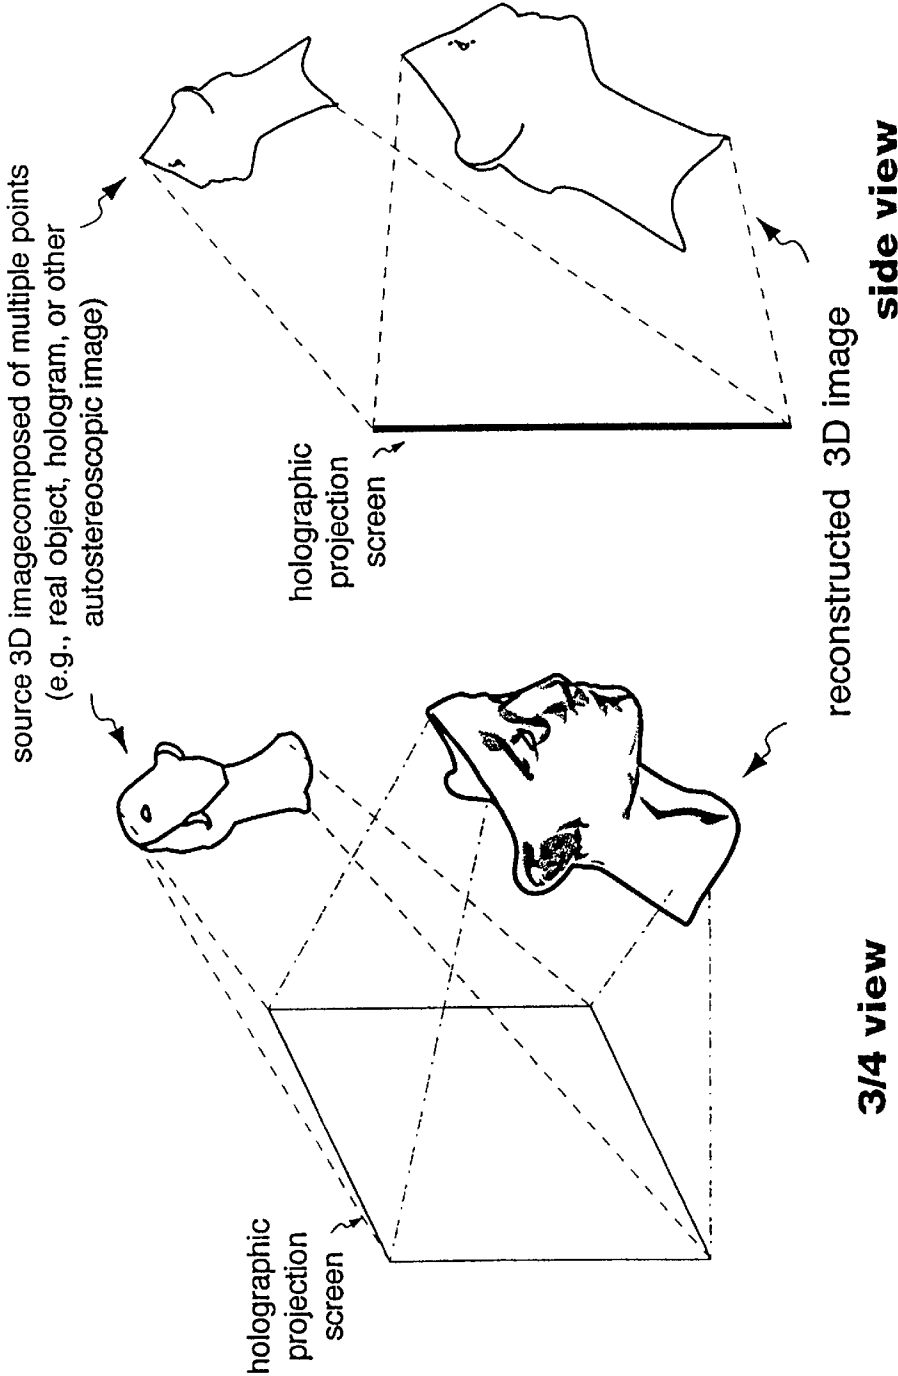 source 3D imagecomposed of multiple points
(e.g., real object, hologram, or other
autostereoscopic image)
holographic
projection
screen
holographic
projection
screen
reconstructed 3D image
3/4 view
side view